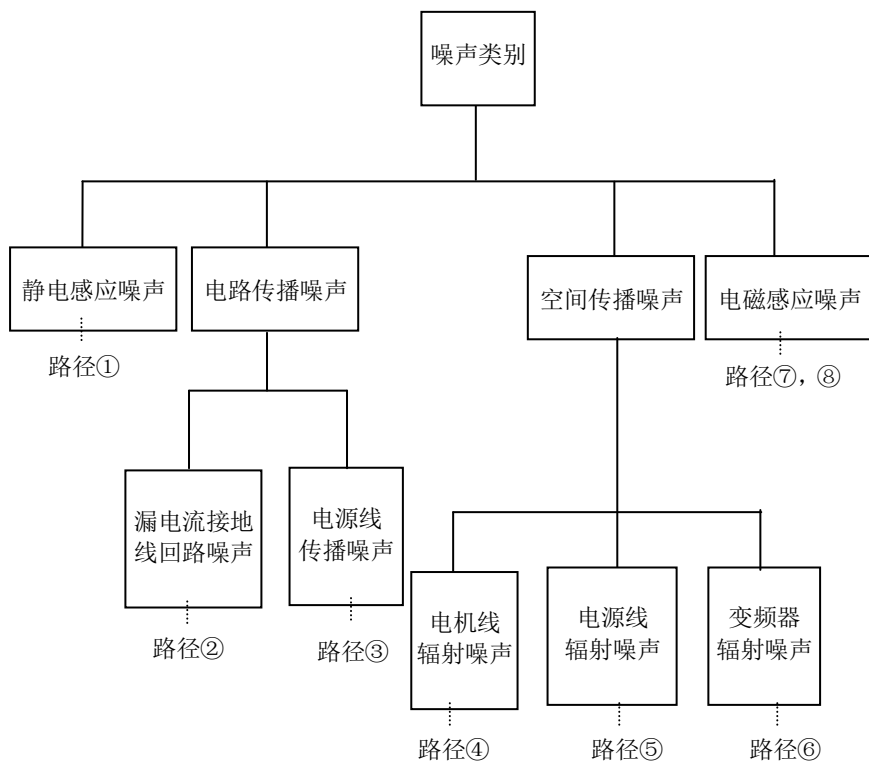 噪声类别
静电感应噪声
电路传播噪声
空间传播噪声
电磁感应噪声
路径①
路径⑦，⑧
漏电流接地
线回路噪声
电源线
传播噪声
路径②
路径③
电机线
辐射噪声
电源线
辐射噪声
变频器
辐射噪声
路径④
路径⑤
路径⑥